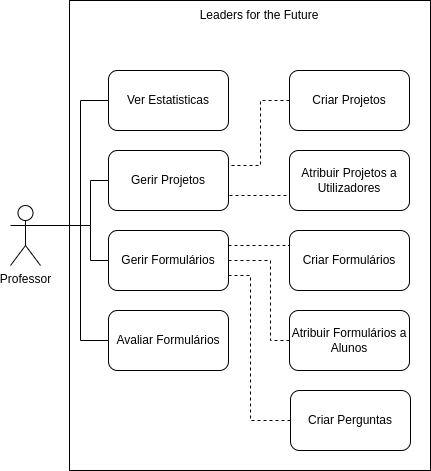 Leaders for the Future
Ver Estatisticas
Criar Projetos
Gerir Projetos
Atribuir Projetos a
Utilizadores
Professor
Gerir Formulários
Criar Formulários
Avaliar Formulários
Atribuir Formulários a
Alunos
Criar Perguntas